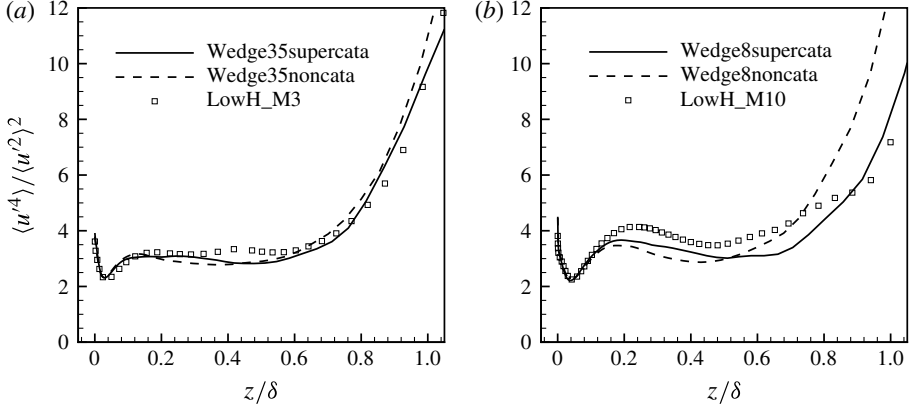 (a)
12
10
8
6
4
2
0
⟨u′⁴⟩/⟨u′²⟩²
Wedge35supercata
Wedge35noncata
LowH_M3
0 0.2 0.4 0.6 0.8 1.0
z/δ
(b)
12
10
8
6
4
2
0
Wedge8supercata
Wedge8noncata
LowH_M10
0 0.2 0.4 0.6 0.8 1.0
z/δ